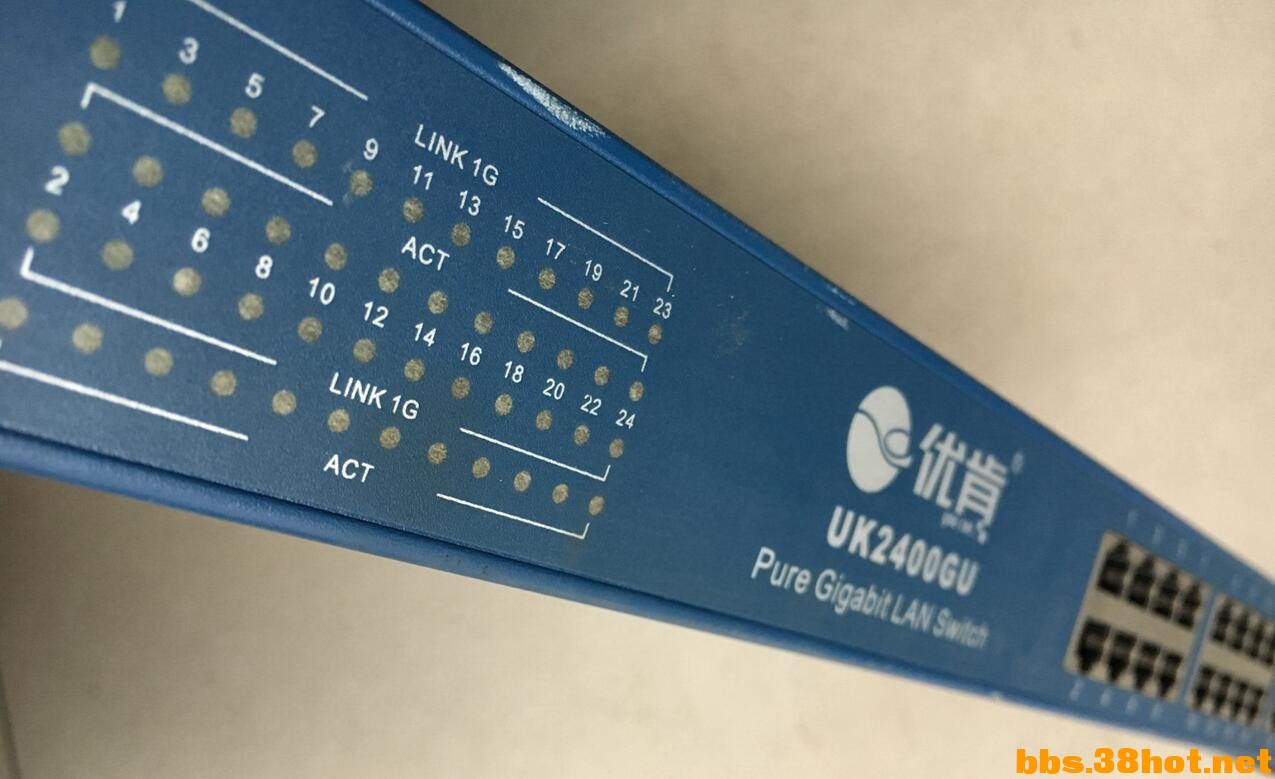 1 3 5 7 9 11 13 15 17 19 21 23
LINK 1G
ACT
2 4 6 8 10 12 14 16 18 20 22 24
LINK 1G
ACT
优肯
UK2400GU
Pure Gigabit LAN Switch
bbs.38hot.net